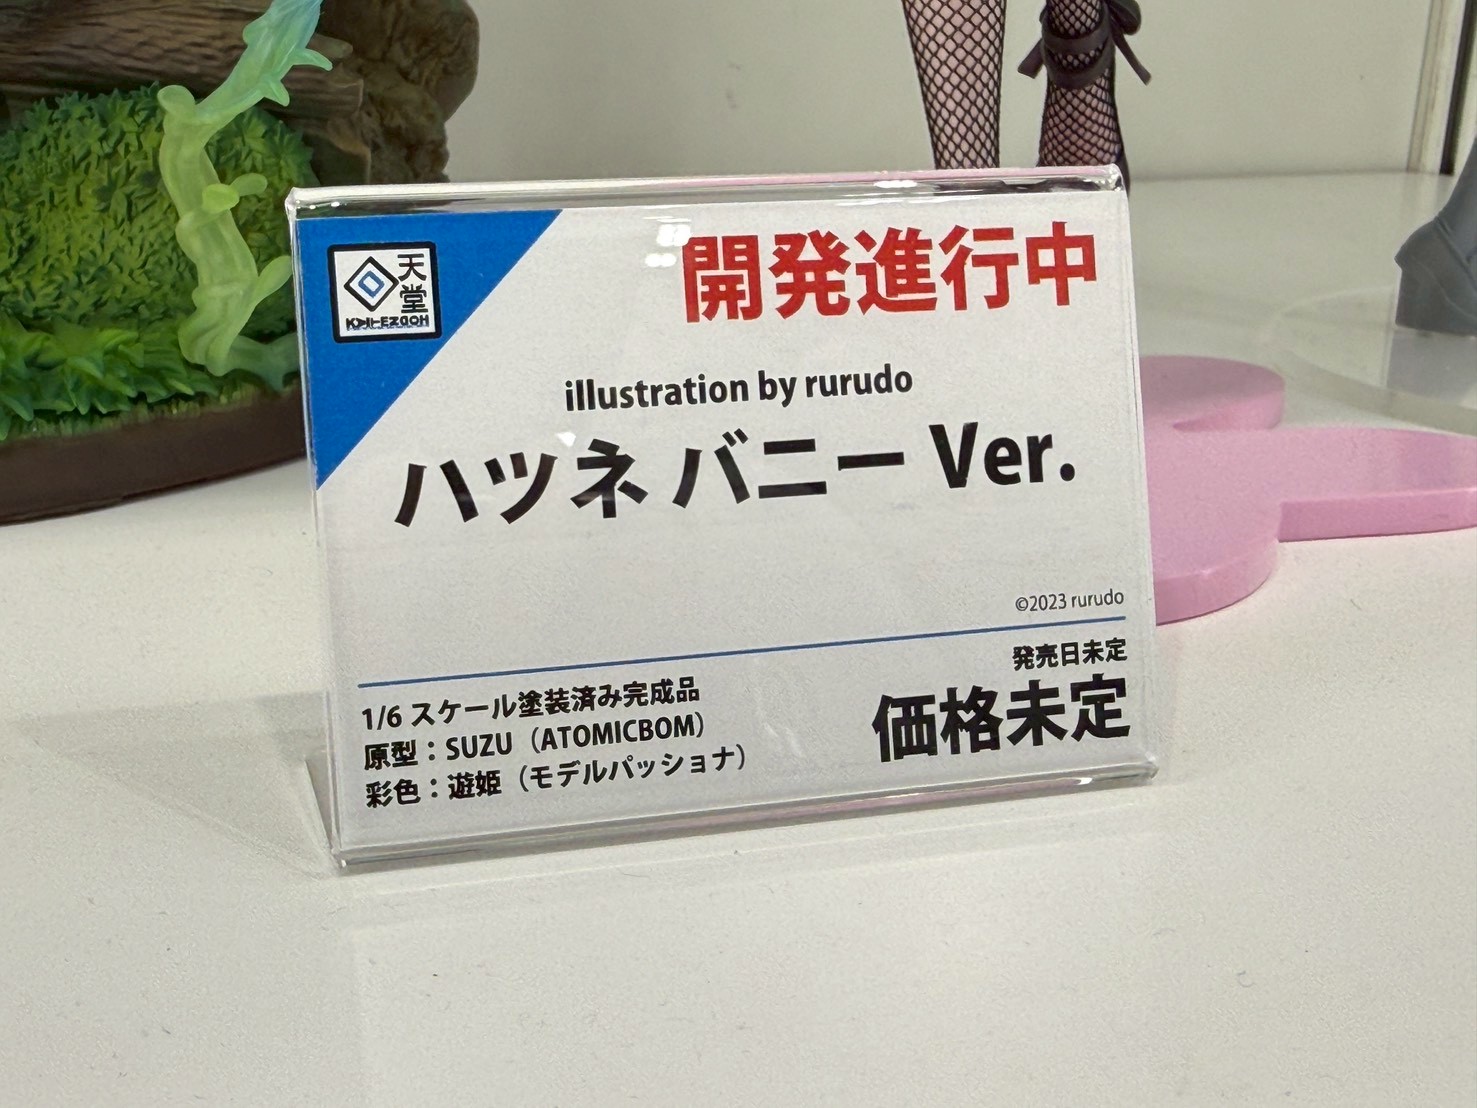 天
堂
開発進行中
illustration by rurudo
ハツネ バニー Ver.
©2023 rurudo
発売日未定
価格未定
1/6 スケール塗装済み完成品
原型：SUZU（ATOMICBOM）
彩色：遊姫（モデルパッショナ）